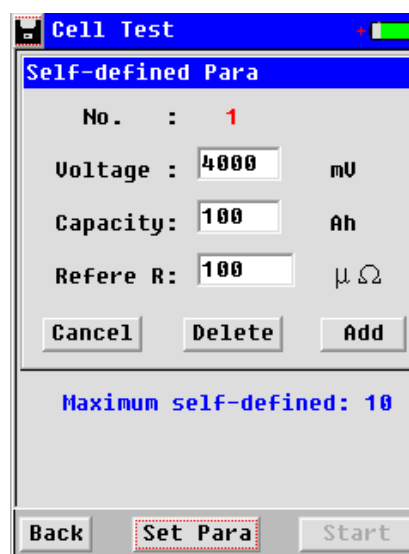 Cell Test
Self-defined Para
No. : 1
Voltage : 4000 mV
Capacity: 100 Ah
Refere R: 100 μΩ
Cancel Delete Add
Maximum self-defined: 10
Back Set Para Start